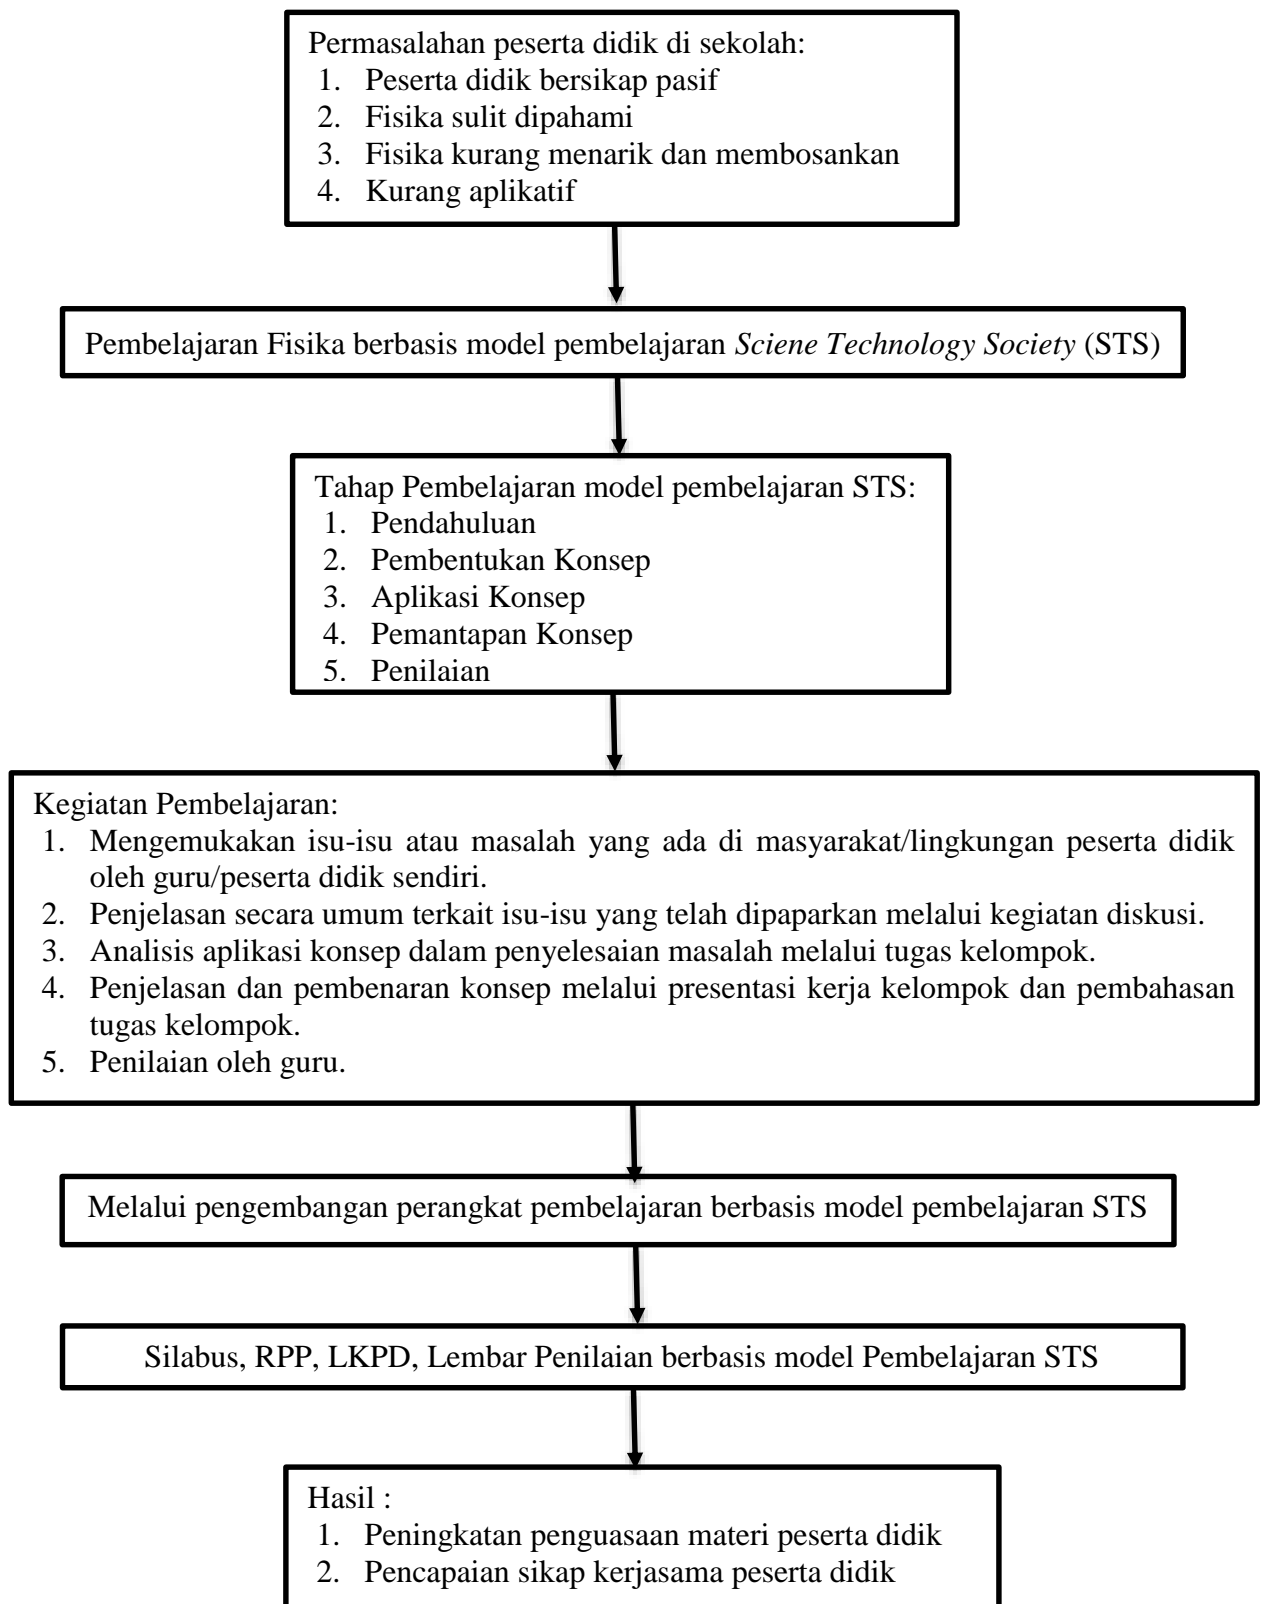 Permasalahan peserta didik di sekolah:
1. Peserta didik bersikap pasif
2. Fisika sulit dipahami
3. Fisika kurang menarik dan membosankan
4. Kurang aplikatif
Pembelajaran Fisika berbasis model pembelajaran Sciene Technology Society (STS)
Tahap Pembelajaran model pembelajaran STS:
1. Pendahuluan
2. Pembentukan Konsep
3. Aplikasi Konsep
4. Pemantapan Konsep
5. Penilaian
Kegiatan Pembelajaran:
1. Mengemukakan isu-isu atau masalah yang ada di masyarakat/lingkungan peserta didik
oleh guru/peserta didik sendiri.
2. Penjelasan secara umum terkait isu-isu yang telah dipaparkan melalui kegiatan diskusi.
3. Analisis aplikasi konsep dalam penyelesaian masalah melalui tugas kelompok.
4. Penjelasan dan pembenaran konsep melalui presentasi kerja kelompok dan pembahasan
tugas kelompok.
5. Penilaian oleh guru.
Melalui pengembangan perangkat pembelajaran berbasis model pembelajaran STS
Silabus, RPP, LKPD, Lembar Penilaian berbasis model Pembelajaran STS
Hasil :
1. Peningkatan penguasaan materi peserta didik
2. Pencapaian sikap kerjasama peserta didik